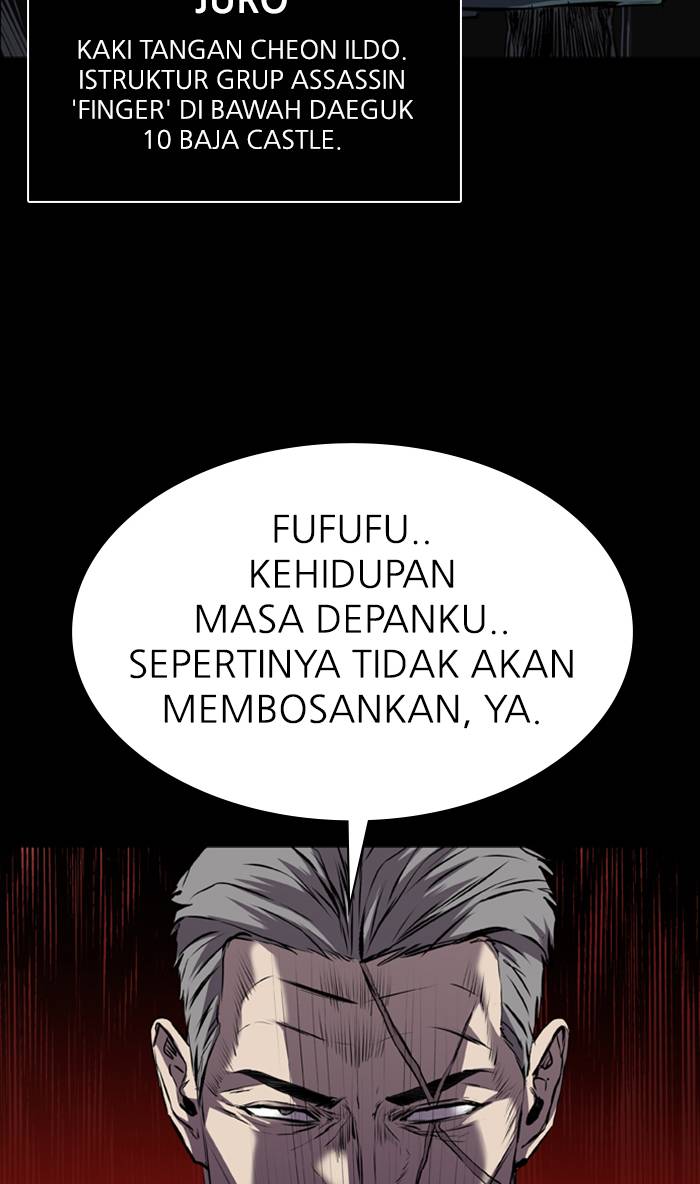 JURO
KAKI TANGAN CHEON ILDO.
ISTRUKTUR GRUP ASSASSIN
'FINGER' DI BAWAH DAEGUK
10 BAJA CASTLE.
FUFUFU..
KEHIDUPAN
MASA DEPANKU..
SEPERTINYA TIDAK AKAN
MEMBOSANKAN, YA.